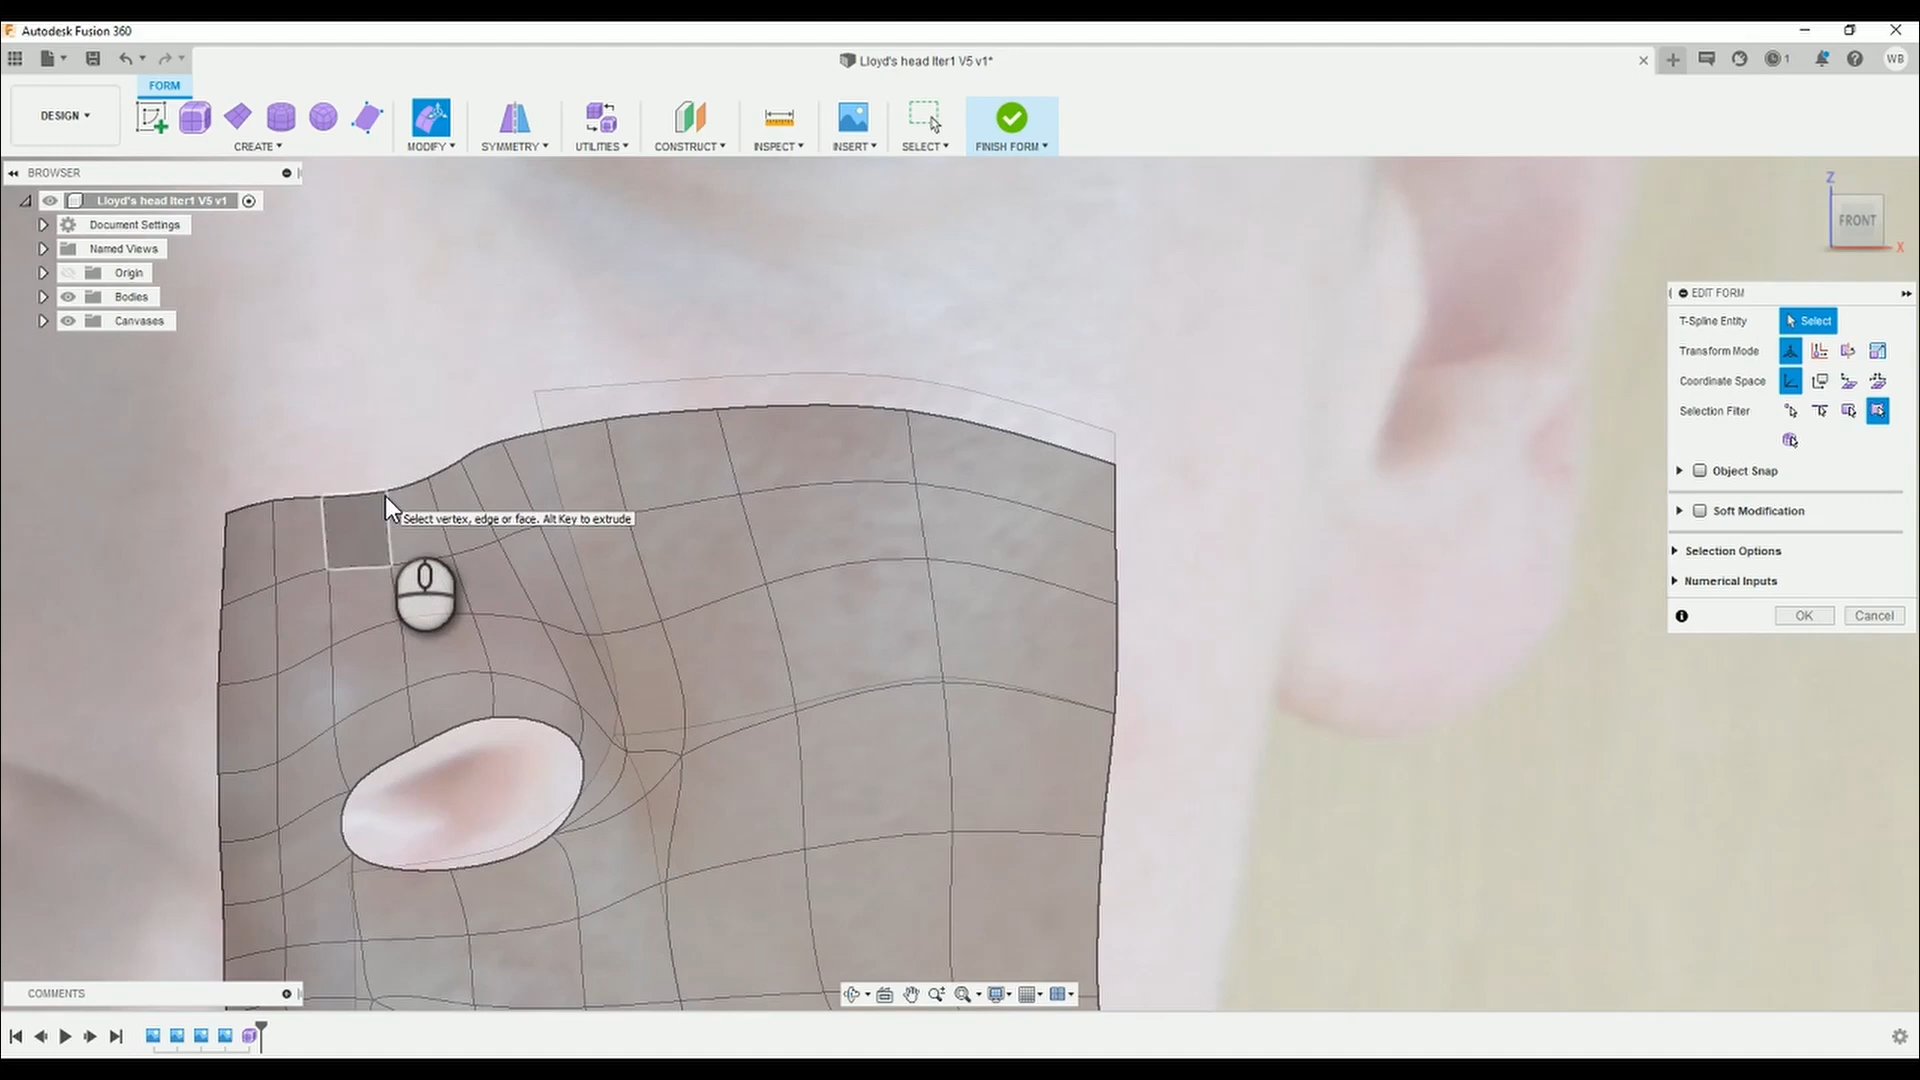 Autodesk Fusion 360
Lloyd's head Iter1 V5 v1*
1
WB
FORM
DESIGN
CREATE
MODIFY
SYMMETRY
UTILITIES
CONSTRUCT
INSPECT
INSERT
SELECT
FINISH FORM
BROWSER
Lloyd's head Iter1 V5 v1
Document Settings
Named Views
Origin
Bodies
Canvases
Z
FRONT
X
EDIT FORM
T-Spline Entity
Select
Transform Mode
Coordinate Space
Selection Filter
Object Snap
Soft Modification
Selection Options
Numerical Inputs
OK
Cancel
Select vertex, edge or face. Alt Key to extrude
COMMENTS